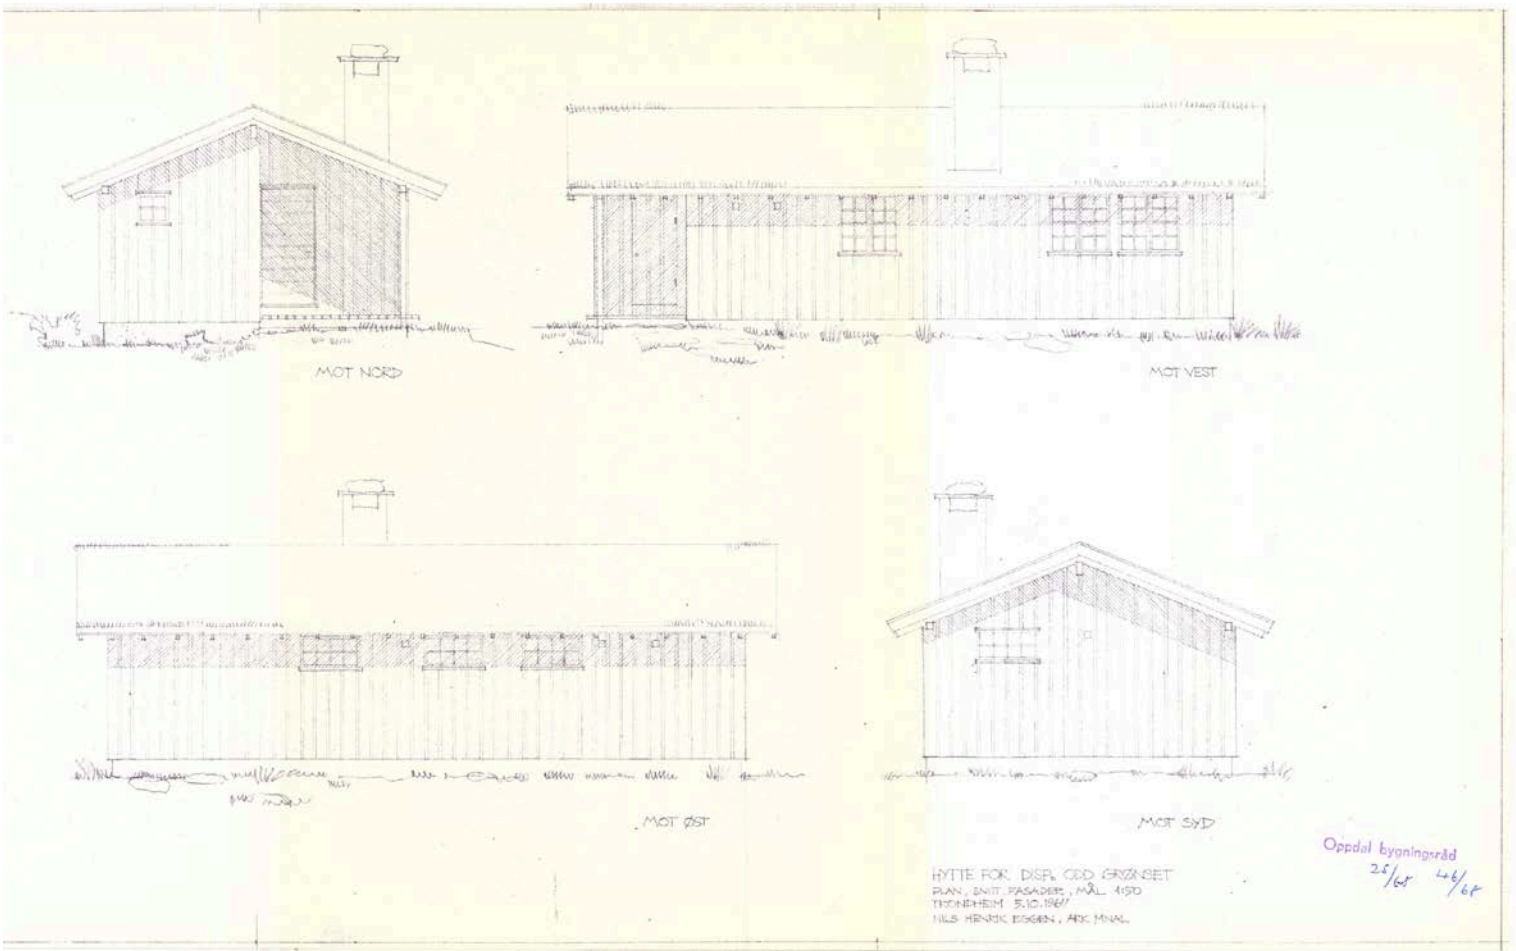 MOT NORD
MOT VEST
MOT ØST
MOT SYD
HYTTE FOR DISP. ODD GRØNSET
PLAN, SNITT, FASADER, MÅL 1:50
TRONDHEIM 5.10.1967
NILS HENRIK EGGEN, ARK MNAL
Oppdal bygningsråd
25/68 46/68